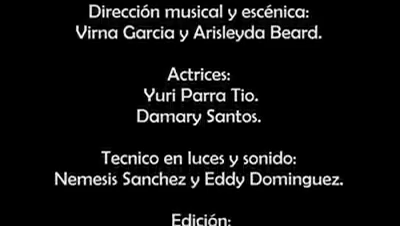 Dirección musical y escénica:
Virna Garcia y Arisleyda Beard.
Actrices:
Yuri Parra Tio.
Damary Santos.
Tecnico en luces y sonido:
Nemesis Sanchez y Eddy Dominguez.
Edición: